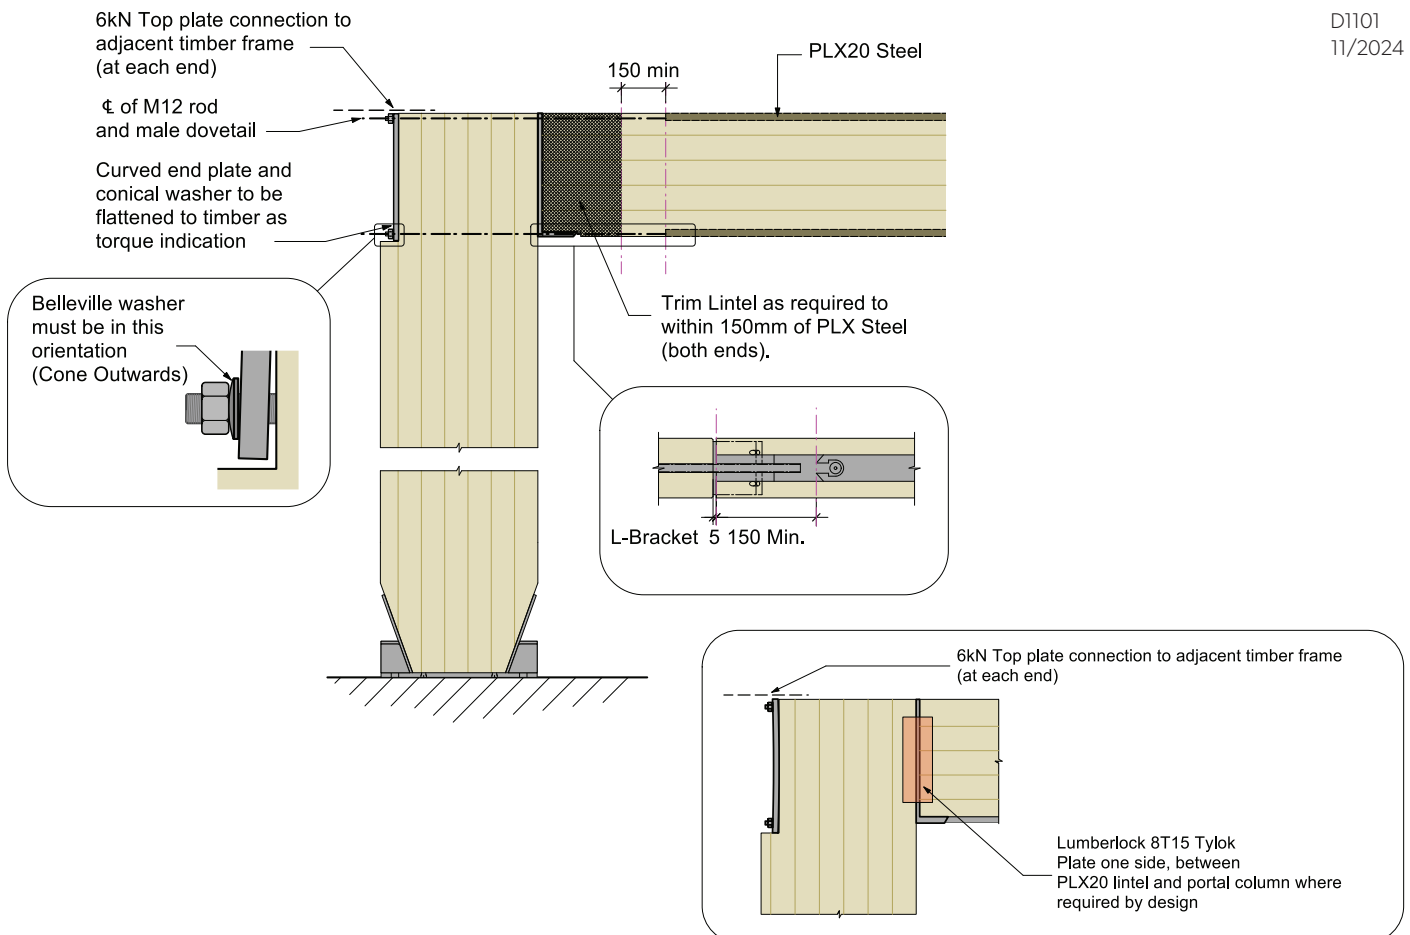 D1101
11/2024
6kN Top plate connection to
adjacent timber frame
(at each end)
℄ of M12 rod
and male dovetail
Curved end plate and
conical washer to be
flattened to timber as
torque indication
150 min
PLX20 Steel
Belleville washer
must be in this
orientation
(Cone Outwards)
Trim Lintel as required to
within 150mm of PLX Steel
(both ends).
L-Bracket 5 150 Min.
6kN Top plate connection to adjacent timber frame
(at each end)
Lumberlock 8T15 Tylok
Plate one side, between
PLX20 lintel and portal column where
required by design